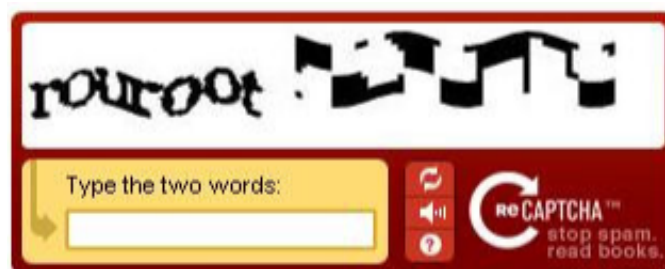 rouroot
Type the two words:
ReCAPTCHA™
stop spam.
read books.